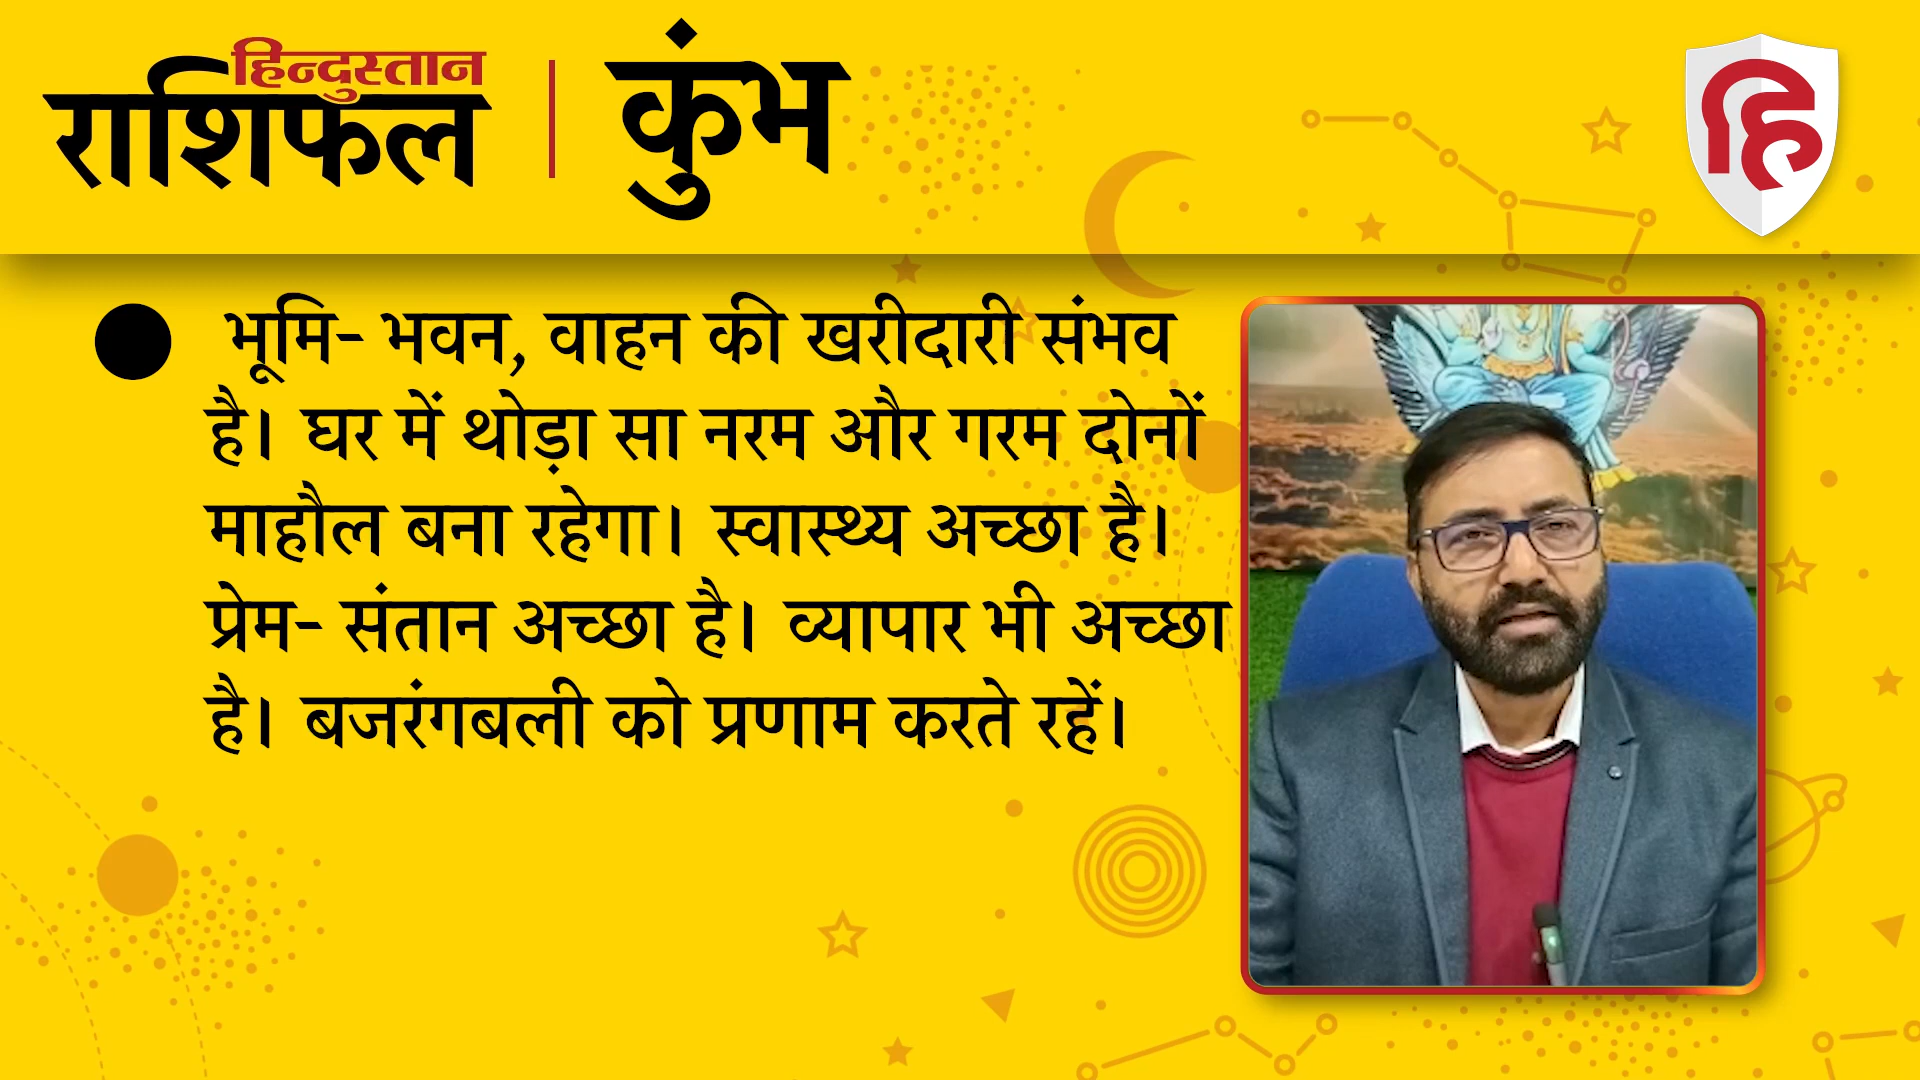 हिन्दुस्तान
राशिफल
कुंभ
हि
भूमि- भवन, वाहन की खरीदारी संभव
है। घर में थोड़ा सा नरम और गरम दोनों
माहौल बना रहेगा। स्वास्थ्य अच्छा है।
प्रेम- संतान अच्छा है। व्यापार भी अच्छा
है। बजरंगबली को प्रणाम करते रहें।